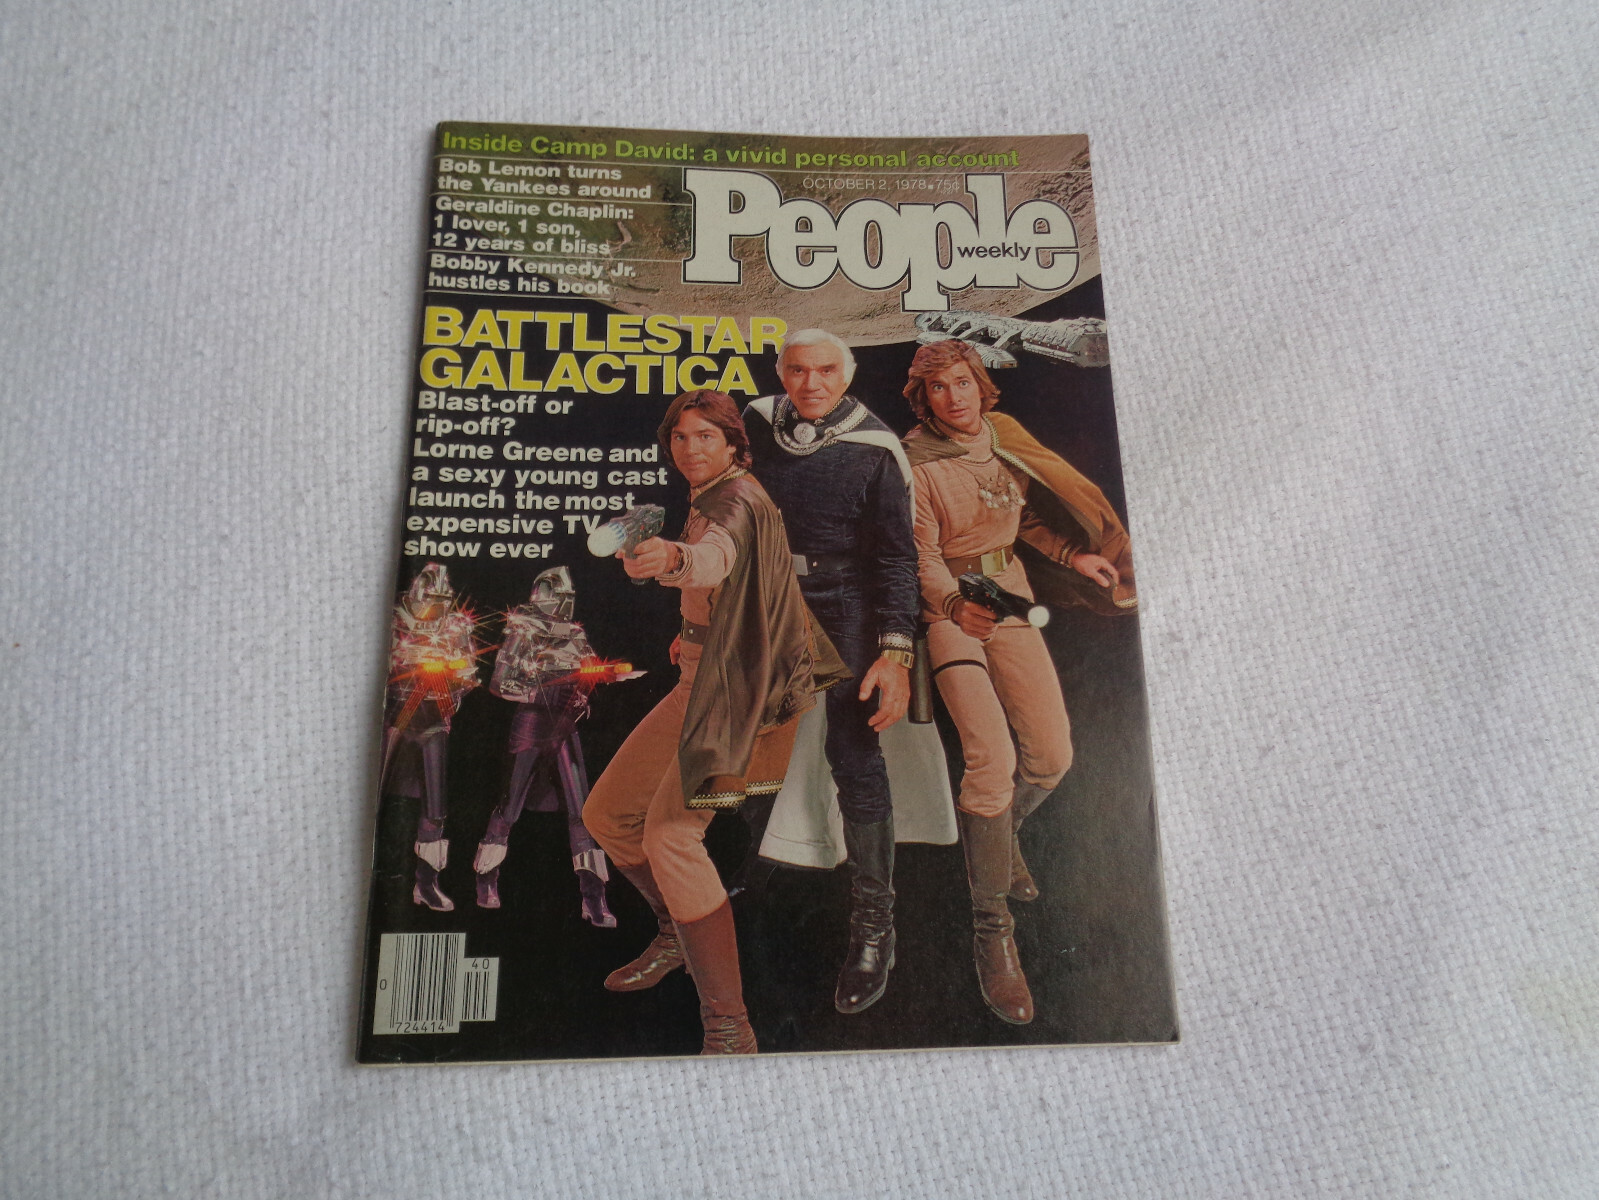 Inside Camp David: a vivid personal account
Bob Lemon turns
the Yankees around
Geraldine Chaplin:
1 lover, 1 son,
12 years of bliss
Bobby Kennedy Jr.
hustles his book
OCTOBER 2, 1978 ▪ 75¢
People
weekly
BATTLESTAR
GALACTICA
Blast-off or
rip-off?
Lorne Greene and
a sexy young cast
launch the most
expensive TV
show ever
40
0
724414